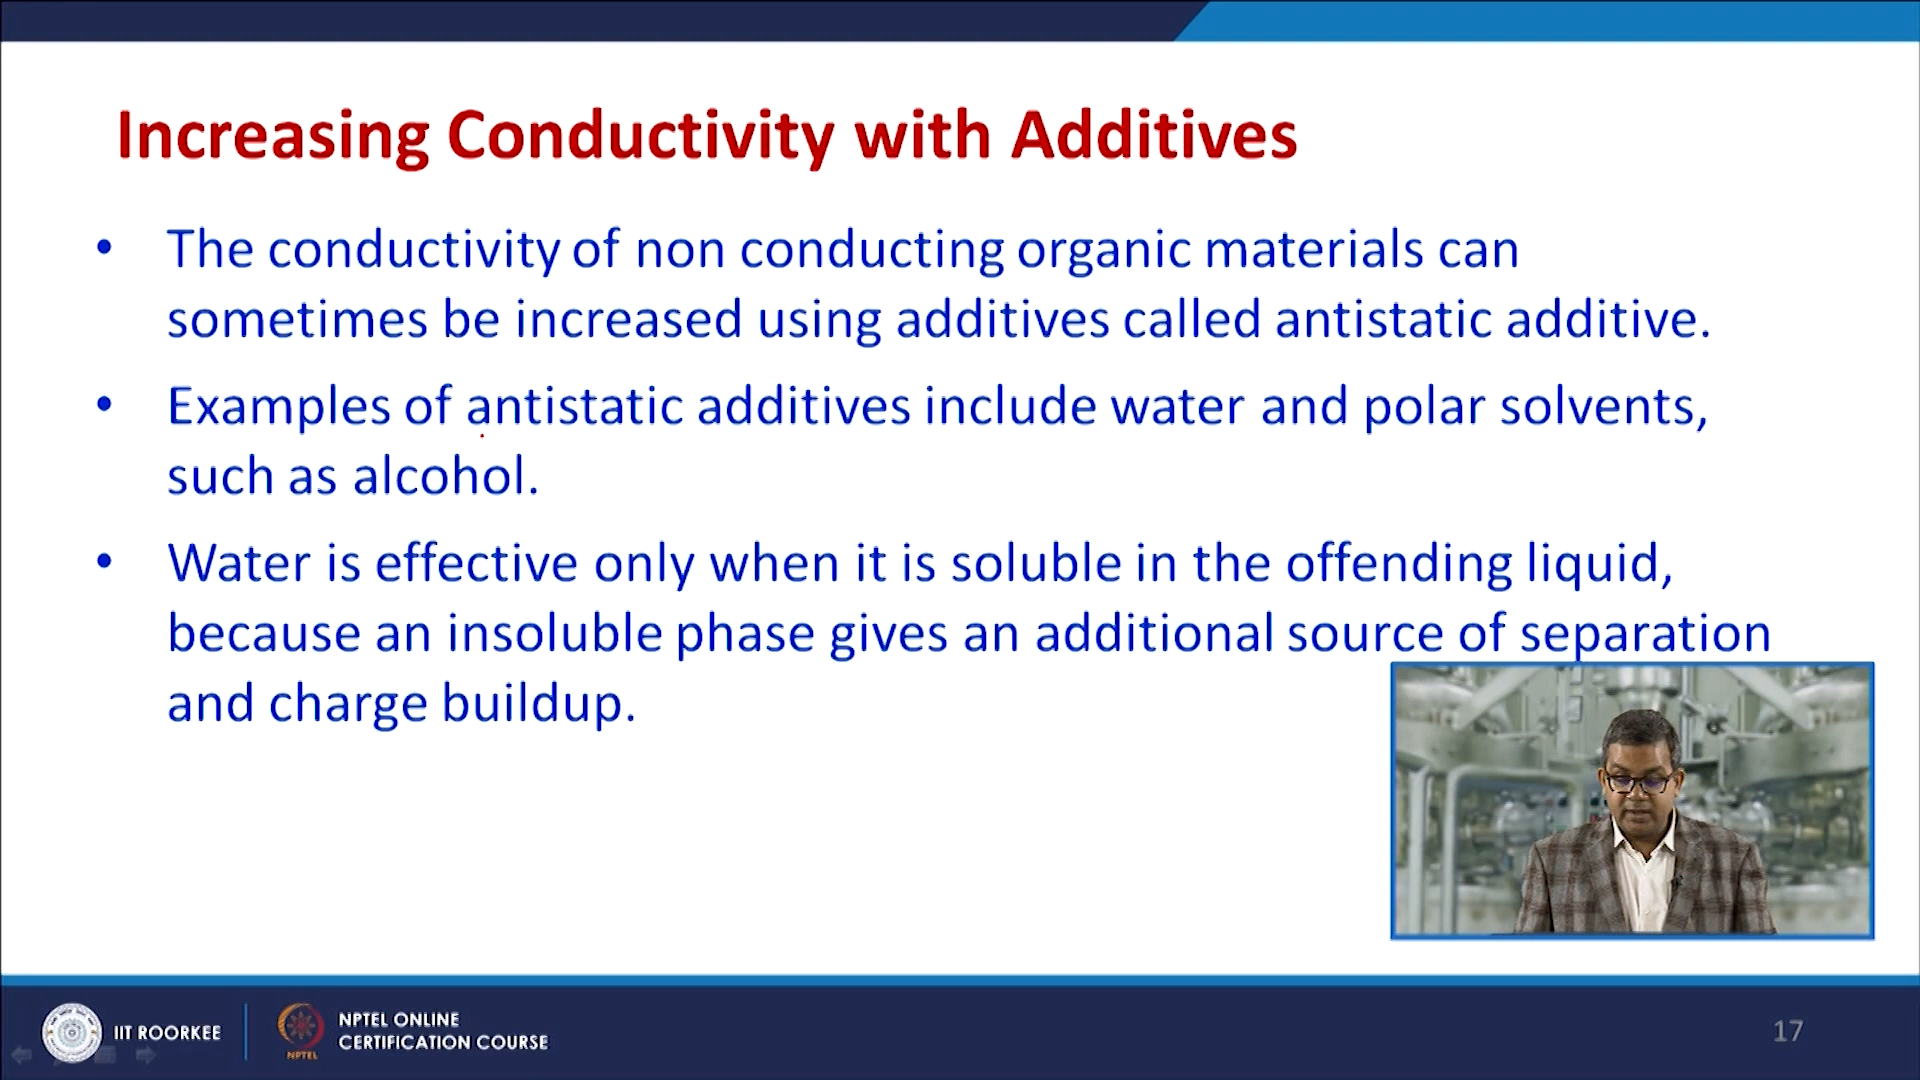 Increasing Conductivity with Additives
• The conductivity of non conducting organic materials can
sometimes be increased using additives called antistatic additive.
• Examples of antistatic additives include water and polar solvents,
such as alcohol.
• Water is effective only when it is soluble in the offending liquid,
because an insoluble phase gives an additional source of separation
and charge buildup.
IIT ROORKEE
NPTEL
NPTEL ONLINE
CERTIFICATION COURSE
17